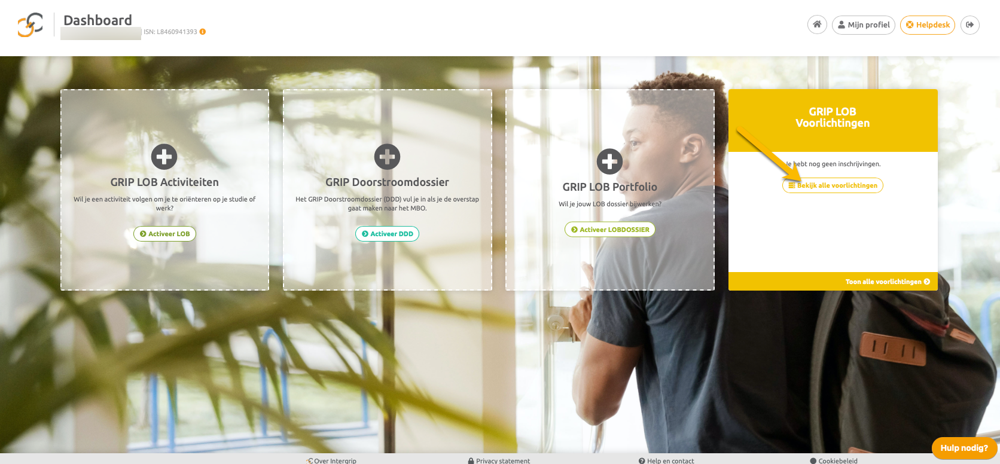 Dashboard
ISN: L8460941393
Mijn profiel
Helpdesk
GRIP LOB Activiteiten
Wil je een activiteit volgen om je te oriënteren op je studie of
werk?
Activeer LOB
GRIP Doorstroomdossier
Het GRIP Doorstroomdossier (DDD) vul je in als je de overstap
gaat maken naar het MBO.
Activeer DDD
GRIP LOB Portfolio
Wil je jouw LOB dossier bijwerken?
Activeer LOBDOSSIER
GRIP LOB
Voorlichtingen
Je hebt nog geen inschrijvingen.
Bekijk alle voorlichtingen
Toon alle voorlichtingen
Hulp nodig?
Over Intergrip
Privacy statement
Help en contact
Cookiebeleid